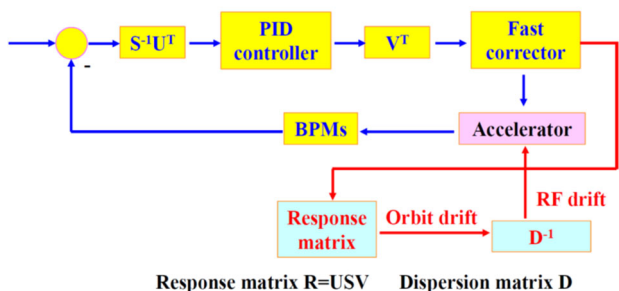 S⁻¹Uᵀ
PID
controller
Vᵀ
Fast
corrector
-
BPMs
Accelerator
RF drift
Response
matrix
Orbit drift
D⁻¹
Response matrix R=USV Dispersion matrix D